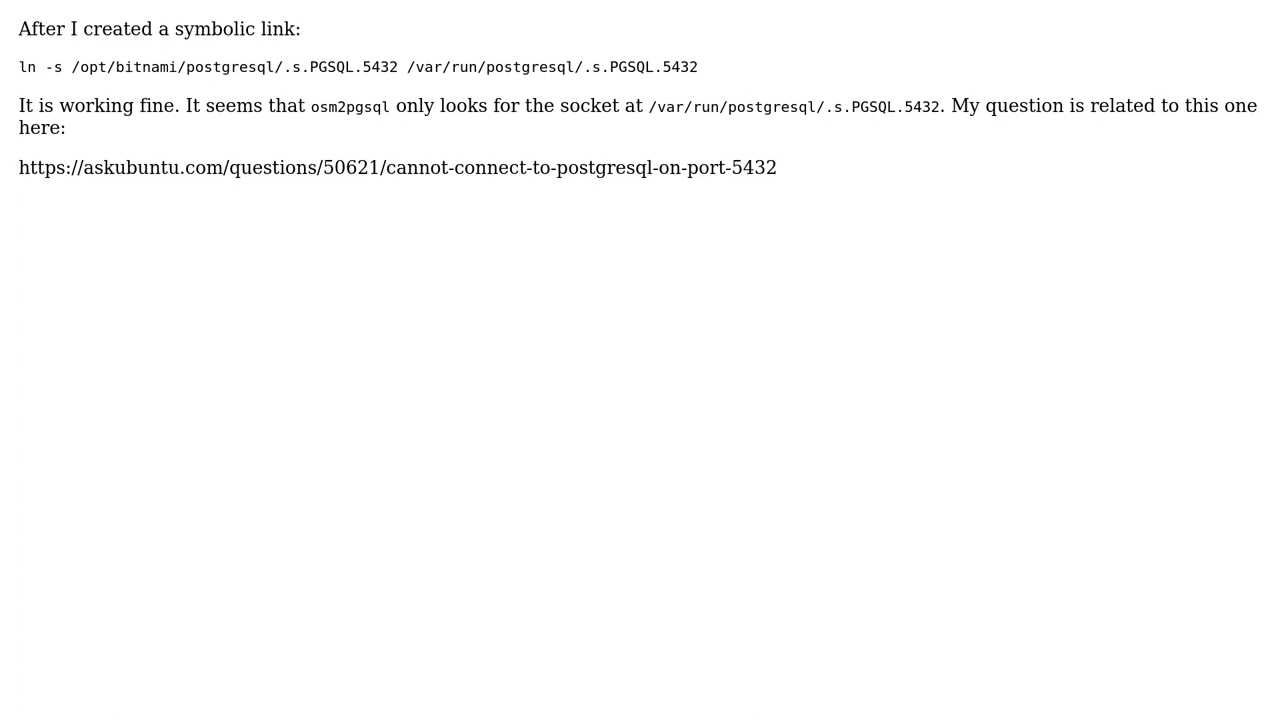 After I created a symbolic link:
ln -s /opt/bitnami/postgresql/.s.PGSQL.5432 /var/run/postgresql/.s.PGSQL.5432
It is working fine. It seems that osm2pgsql only looks for the socket at /var/run/postgresql/.s.PGSQL.5432. My question is related to this one
here:
https://askubuntu.com/questions/50621/cannot-connect-to-postgresql-on-port-5432